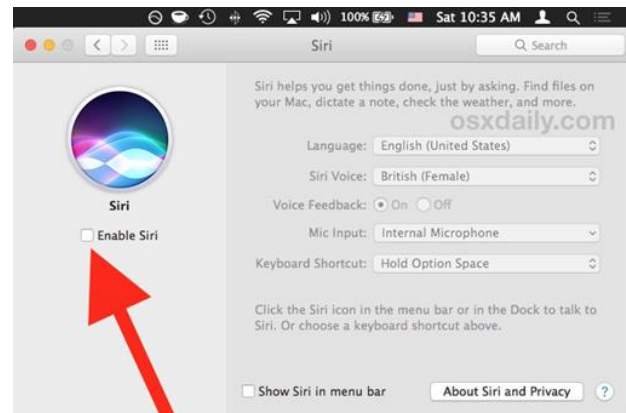 100% Sat 10:35 AM
Siri
Search
Siri helps you get things done, just by asking. Find files on
your Mac, dictate a note, check the weather, and more.
osxdaily.com
Language: English (United States)
Siri Voice: British (Female)
Siri
Voice Feedback: On Off
Enable Siri
Mic Input: Internal Microphone
Keyboard Shortcut: Hold Option Space
Click the Siri icon in the menu bar or in the Dock to talk to
Siri. Or choose a keyboard shortcut above.
Show Siri in menu bar
About Siri and Privacy
?